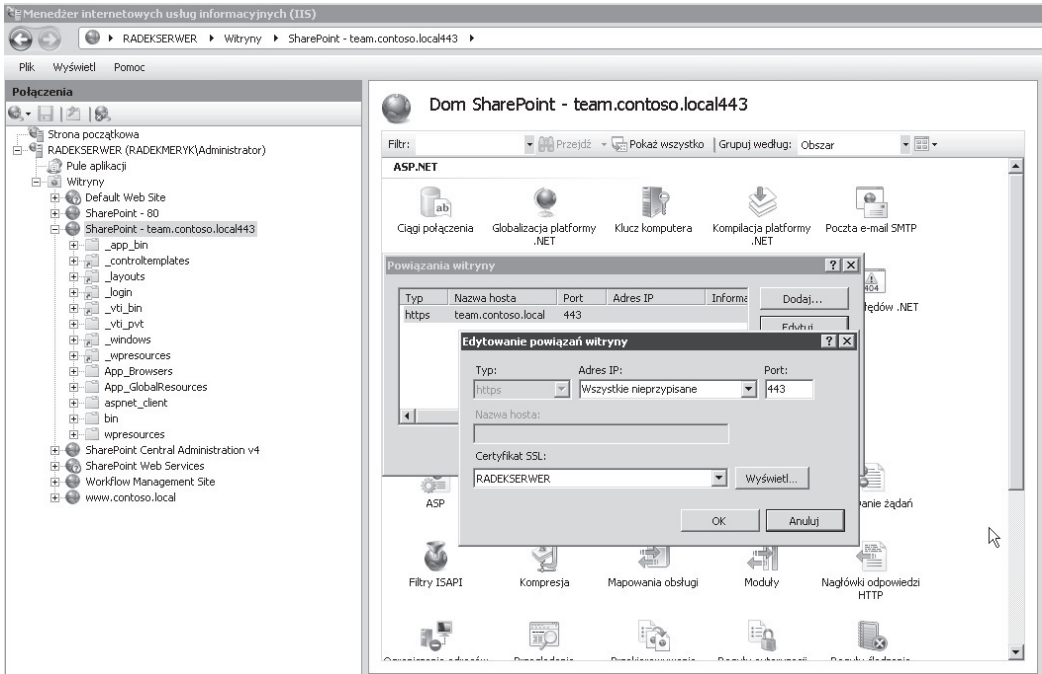 Menedżer internetowych usług informacyjnych (IIS)
RADEKSERWER Witryny SharePoint - team.contoso.local443
Plik Wyświetl Pomoc
Połączenia
Strona początkowa
RADEKSERWER (RADEKMERYK\Administrator)
Pule aplikacji
Witryny
Default Web Site
SharePoint - 80
SharePoint - team.contoso.local443
_app_bin
_controltemplates
_layouts
_login
_vti_bin
_vti_pvt
_windows
_wpresources
App_Browsers
App_GlobalResources
aspnet_client
bin
wpresources
SharePoint Central Administration v4
SharePoint Web Services
Workflow Management Site
www.contoso.local
Dom SharePoint - team.contoso.local443
Filtr: Przejdź Pokaż wszystko Grupuj według: Obszar
ASP.NET
Ciągi połączenia
Globalizacja platformy .NET
Klucz komputera
Kompilacja platformy .NET
Poczta e-mail SMTP
404
.NET
Powiązania witryny
Typ Nazwa hosta Port Adres IP Informa
https team.contoso.local 443
Dodaj...
Edytuj
Edytowanie powiązań witryny
Typ: Adres IP: Port:
https Wszystkie nieprzypisane 443
Nazwa hosta:
Certyfikat SSL:
RADEKSERWER Wyświetl...
OK Anuluj
ASP
żądań
Filtry ISAPI
Kompresja
Mapowania obsługi
Moduły
Nagłówki odpowiedzi HTTP